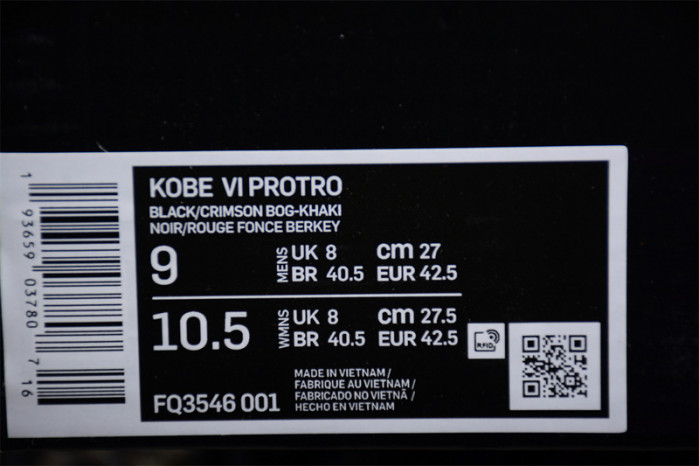 1 93659 03780 7 16
KOBE VI PROTRO
BLACK/CRIMSON BOG-KHAKI
NOIR/ROUGE FONCE BERKEY
9 MENS UK 8 cm 27
BR 40.5 EUR 42.5
10.5 WMNS UK 8 cm 27.5
BR 40.5 EUR 42.5
RFID
MADE IN VIETNAM /
FABRIQUE AU VIETNAM /
FABRICADO NO VIETNÃ /
HECHO EN VIETNAM
FQ3546 001